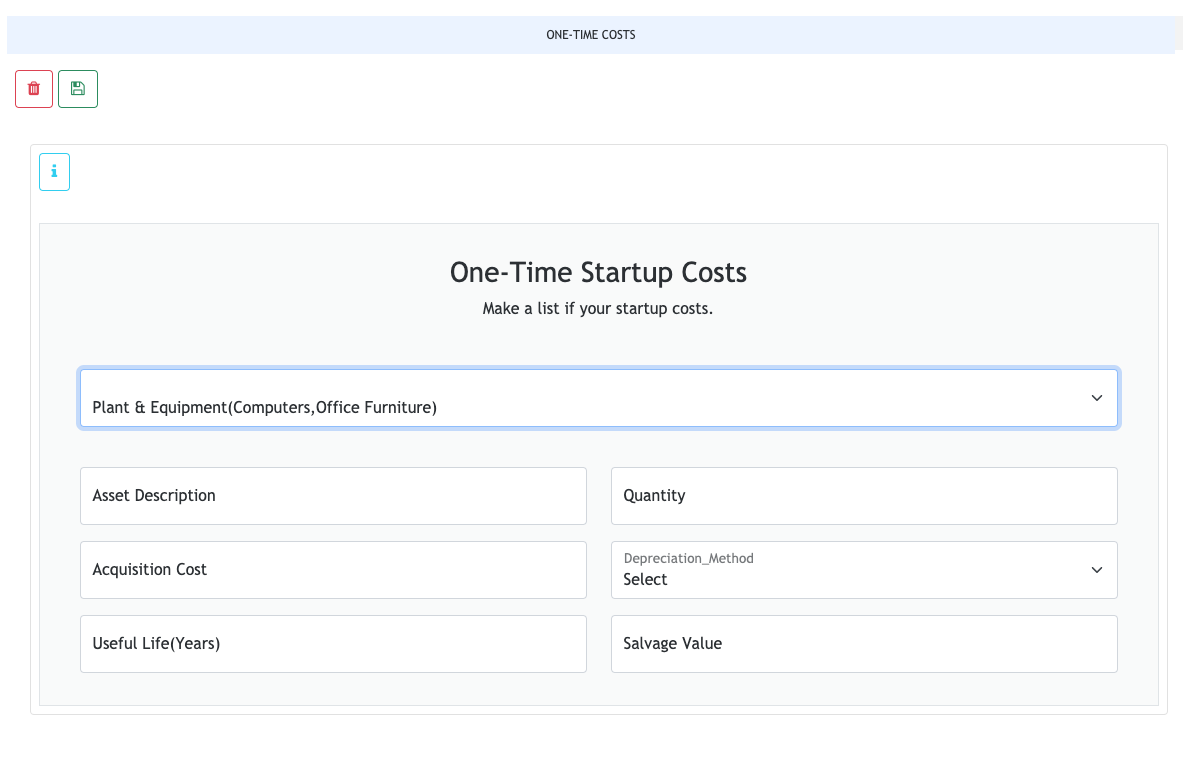 ONE-TIME COSTS
One-Time Startup Costs
Make a list if your startup costs.
Plant & Equipment(Computers,Office Furniture)
Asset Description
Quantity
Acquisition Cost
Depreciation_Method
Select
Useful Life(Years)
Salvage Value